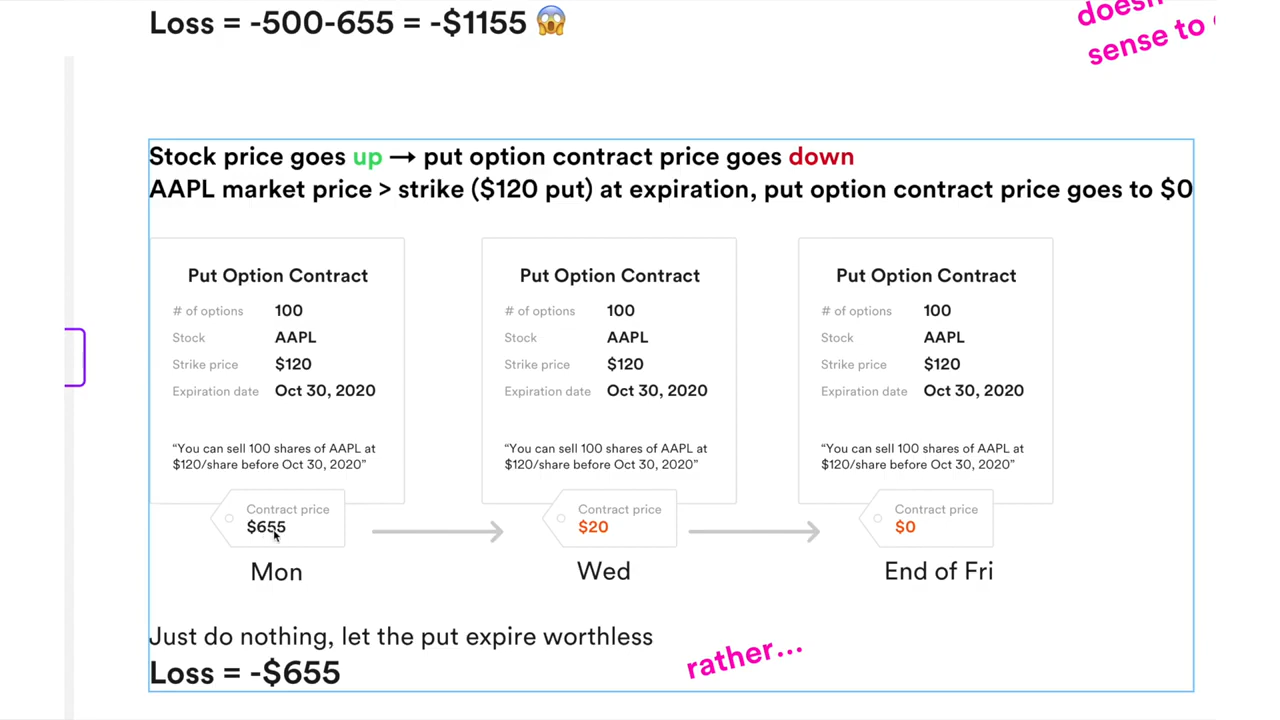 Loss = -500-655 = -$1155 😱
sense to
Stock price goes up → put option contract price goes down
AAPL market price > strike ($120 put) at expiration, put option contract price goes to $0
Put Option Contract
# of options 100
Stock AAPL
Strike price $120
Expiration date Oct 30, 2020
“You can sell 100 shares of AAPL at
$120/share before Oct 30, 2020”
Contract price
$655
Mon
Put Option Contract
# of options 100
Stock AAPL
Strike price $120
Expiration date Oct 30, 2020
“You can sell 100 shares of AAPL at
$120/share before Oct 30, 2020”
Contract price
$20
Wed
Put Option Contract
# of options 100
Stock AAPL
Strike price $120
Expiration date Oct 30, 2020
“You can sell 100 shares of AAPL at
$120/share before Oct 30, 2020”
Contract price
$0
End of Fri
Just do nothing, let the put expire worthless
Loss = -$655
rather...